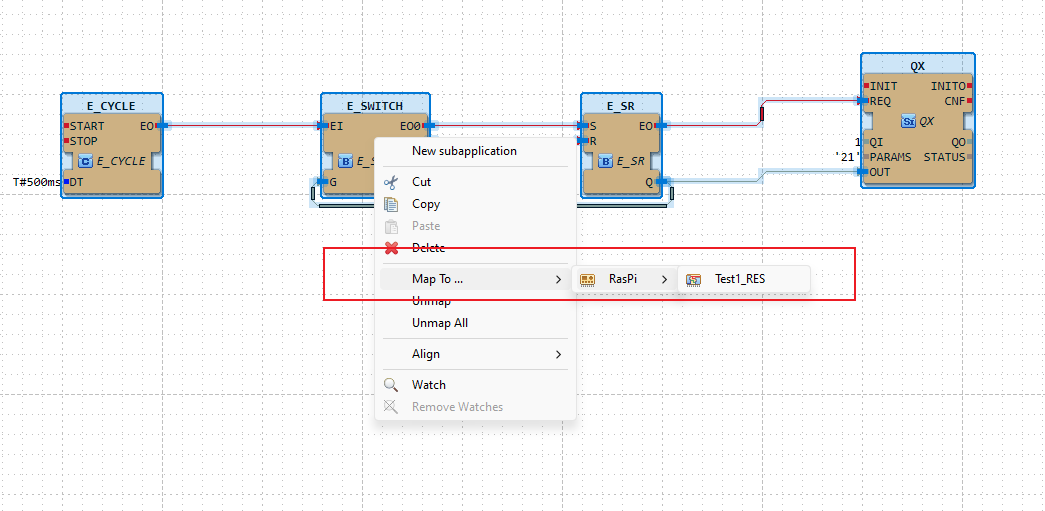 QX
E_CYCLE
E_SWITCH
E_SR
INIT INITO
REQ CNF
START EO
STOP
EI EO0
S EO
R
QX
E_CYCLE
E_SR
QI QO
1
'21' PARAMS STATUS
OUT
T#500ms DT
G
Q
New subapplication
Cut
Copy
Paste
Delete
Map To ...
RasPi
Test1_RES
Unmap
Unmap All
Align
Watch
Remove Watches